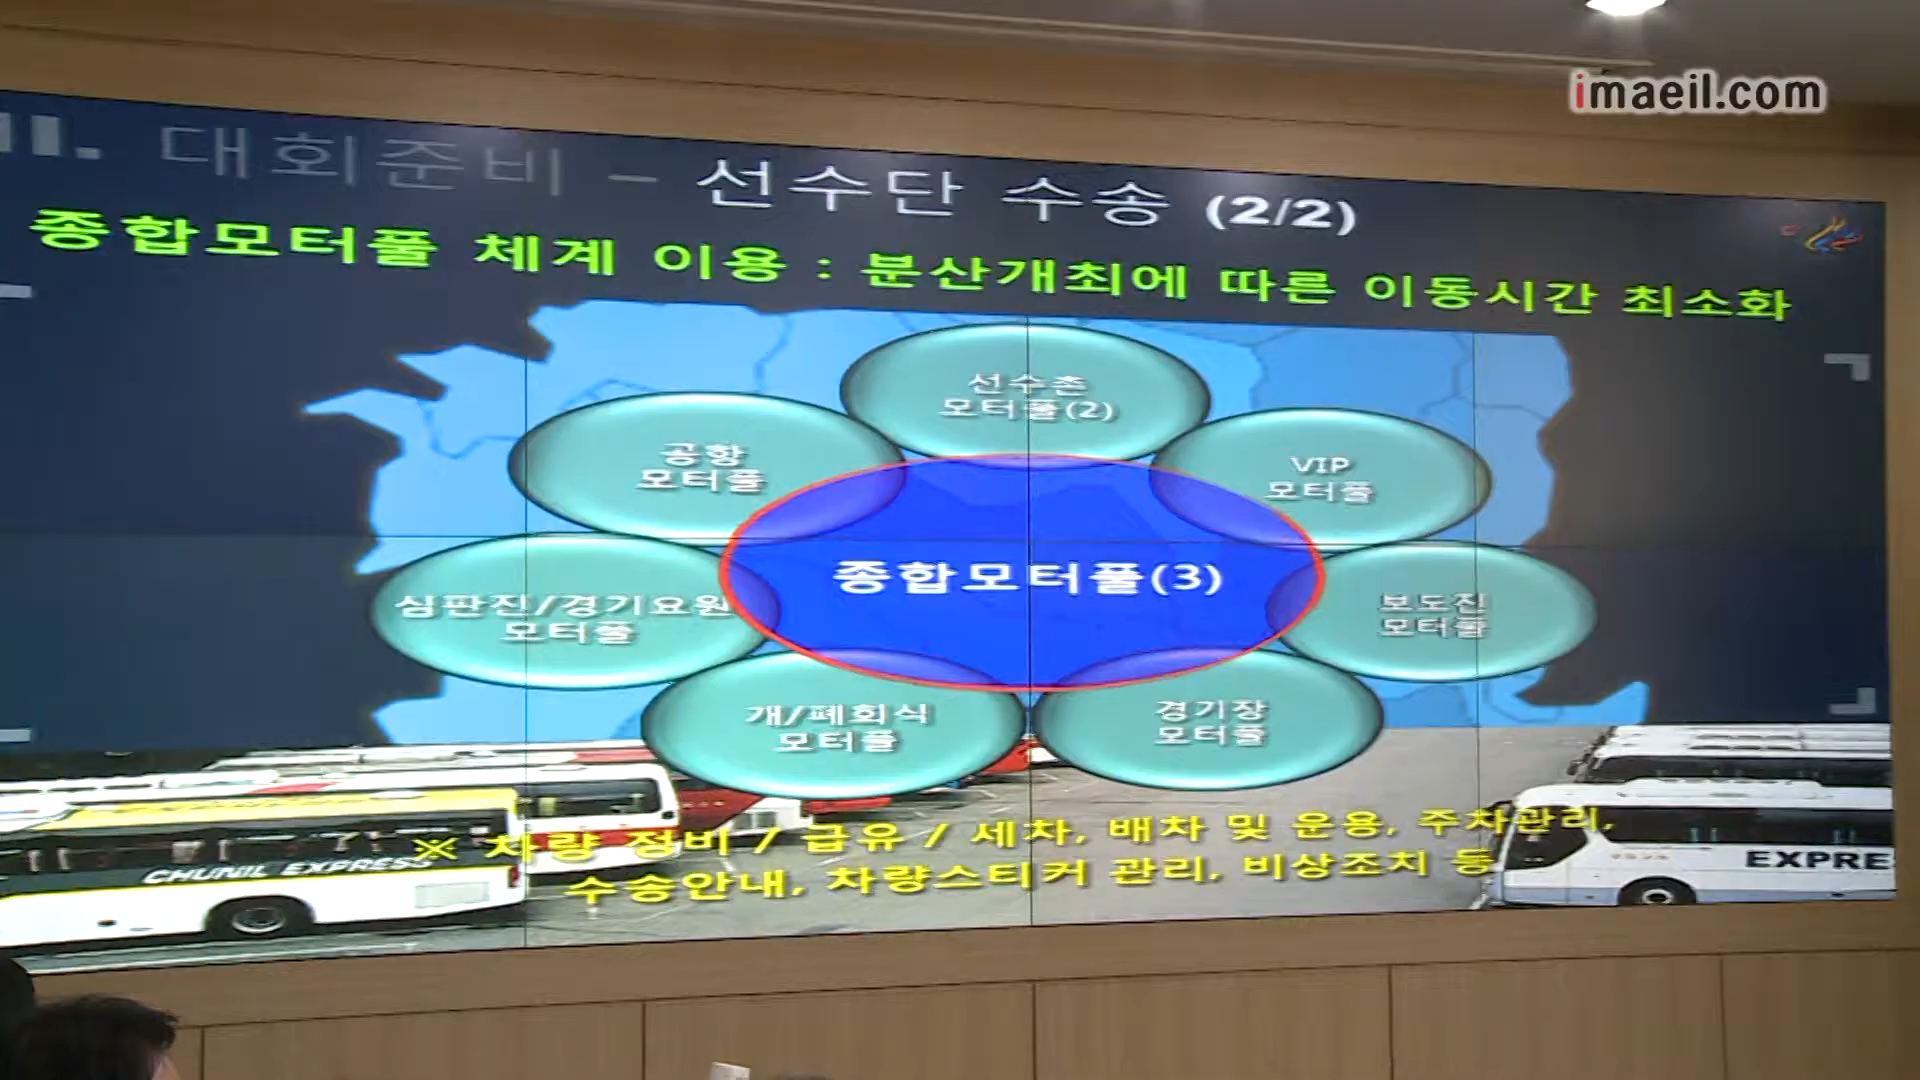 imaeil.com
II. 대회준비 - 선수단 수송 (2/2)
종합모터풀 체계 이용 : 분산개최에 따른 이동시간 최소화
선수촌
모터풀(2)
공항
모터풀
VIP
모터풀
종합모터풀(3)
심판진/경기요원
모터풀
보도진
모터풀
개/폐회식
모터풀
경기장
모터풀
※ 차량 정비 / 급유 / 세차, 배차 및 운용, 주차관리,
수송안내, 차량스티커 관리, 비상조치 등
CHUNIL EXPRESS
EXPRE